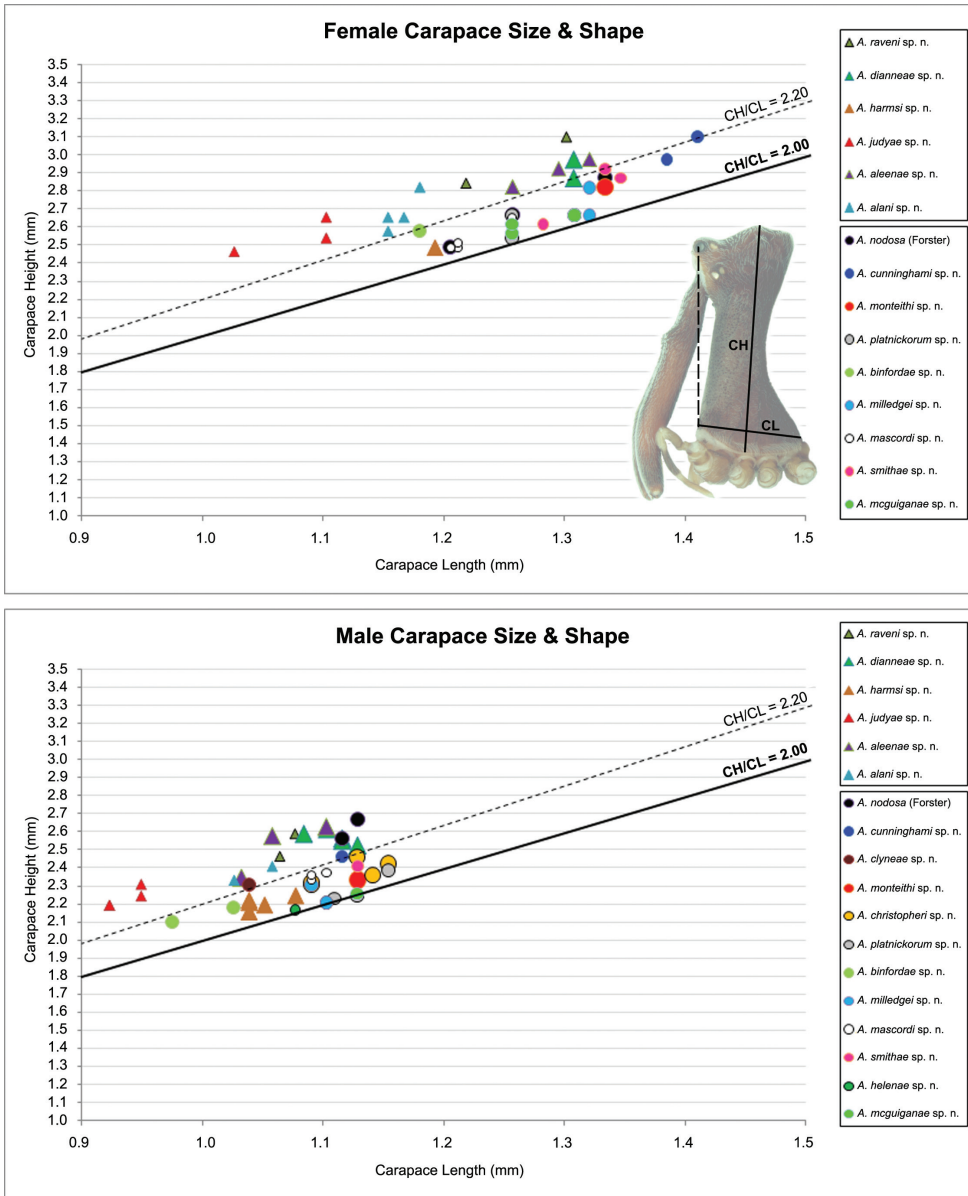 Female Carapace Size & Shape
Carapace Height (mm)
3.5
3.4
3.3
3.2
3.1
3.0
2.9
2.8
2.7
2.6
2.5
2.4
2.3
2.2
2.1
2.0
1.9
1.8
1.7
1.6
1.5
1.4
1.3
1.2
1.1
1.0
0.9 1.0 1.1 1.2 1.3 1.4 1.5
Carapace Length (mm)
CH/CL = 2.20
CH/CL = 2.00
CH
CL
A. raveni sp. n.
A. dianneae sp. n.
A. harmsi sp. n.
A. judyae sp. n.
A. aleenae sp. n.
A. alani sp. n.
A. nodosa (Forster)
A. cunninghami sp. n.
A. monteithi sp. n.
A. platnickorum sp. n.
A. binfordae sp. n.
A. milledgei sp. n.
A. mascordi sp. n.
A. smithae sp. n.
A. mcguiganae sp. n.
Male Carapace Size & Shape
Carapace Height (mm)
3.5
3.4
3.3
3.2
3.1
3.0
2.9
2.8
2.7
2.6
2.5
2.4
2.3
2.2
2.1
2.0
1.9
1.8
1.7
1.6
1.5
1.4
1.3
1.2
1.1
1.0
0.9 1.0 1.1 1.2 1.3 1.4 1.5
Carapace Length (mm)
CH/CL = 2.20
CH/CL = 2.00
A. raveni sp. n.
A. dianneae sp. n.
A. harmsi sp. n.
A. judyae sp. n.
A. aleenae sp. n.
A. alani sp. n.
A. nodosa (Forster)
A. cunninghami sp. n.
A. clyneae sp. n.
A. monteithi sp. n.
A. christopheri sp. n.
A. platnickorum sp. n.
A. binfordae sp. n.
A. milledgei sp. n.
A. mascordi sp. n.
A. smithae sp. n.
A. helenae sp. n.
A. mcguiganae sp. n.